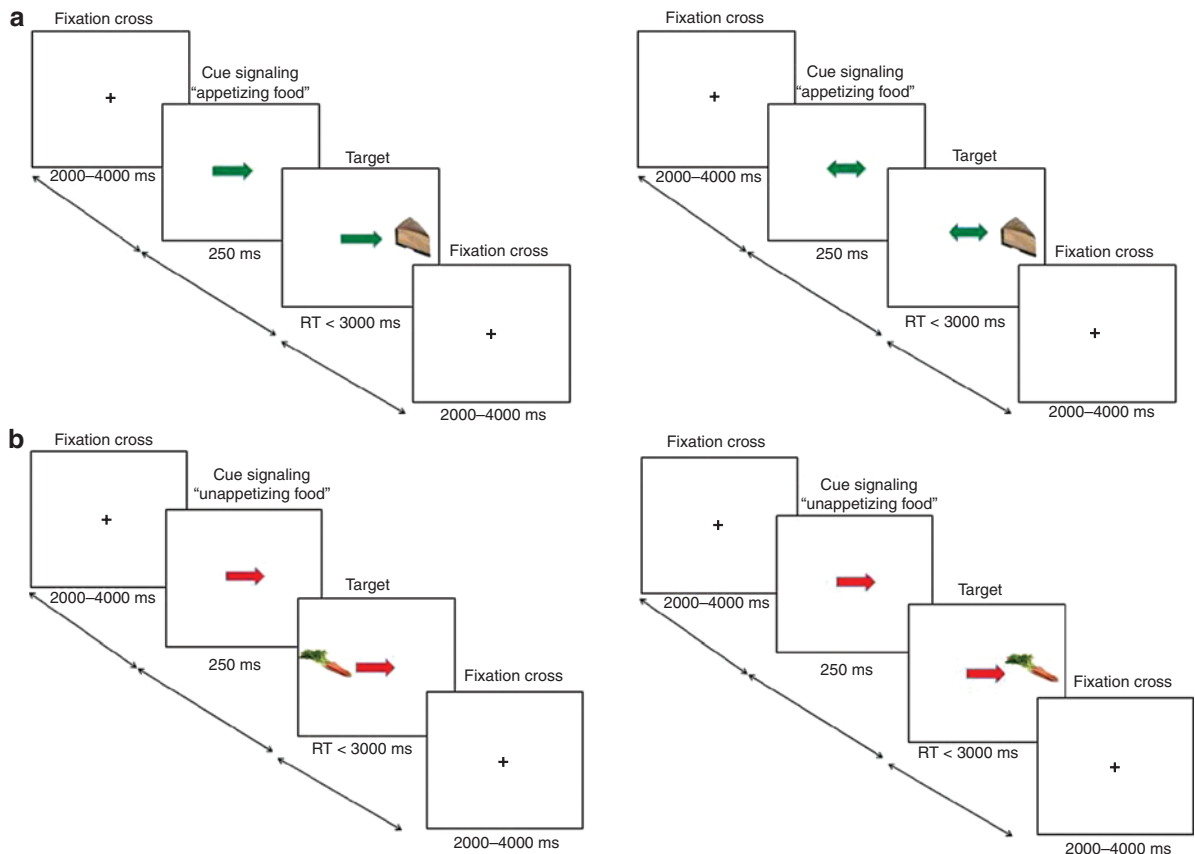 a
Fixation cross
Cue signaling
“appetizing food”
Target
2000–4000 ms
250 ms
Fixation cross
RT < 3000 ms
2000–4000 ms
Fixation cross
Cue signaling
“appetizing food”
Target
2000–4000 ms
250 ms
Fixation cross
RT < 3000 ms
2000–4000 ms
b
Fixation cross
Cue signaling
“unappetizing food”
Target
2000–4000 ms
250 ms
Fixation cross
RT < 3000 ms
2000–4000 ms
Fixation cross
Cue signaling
“unappetizing food”
Target
2000–4000 ms
250 ms
Fixation cross
RT < 3000 ms
2000–4000 ms